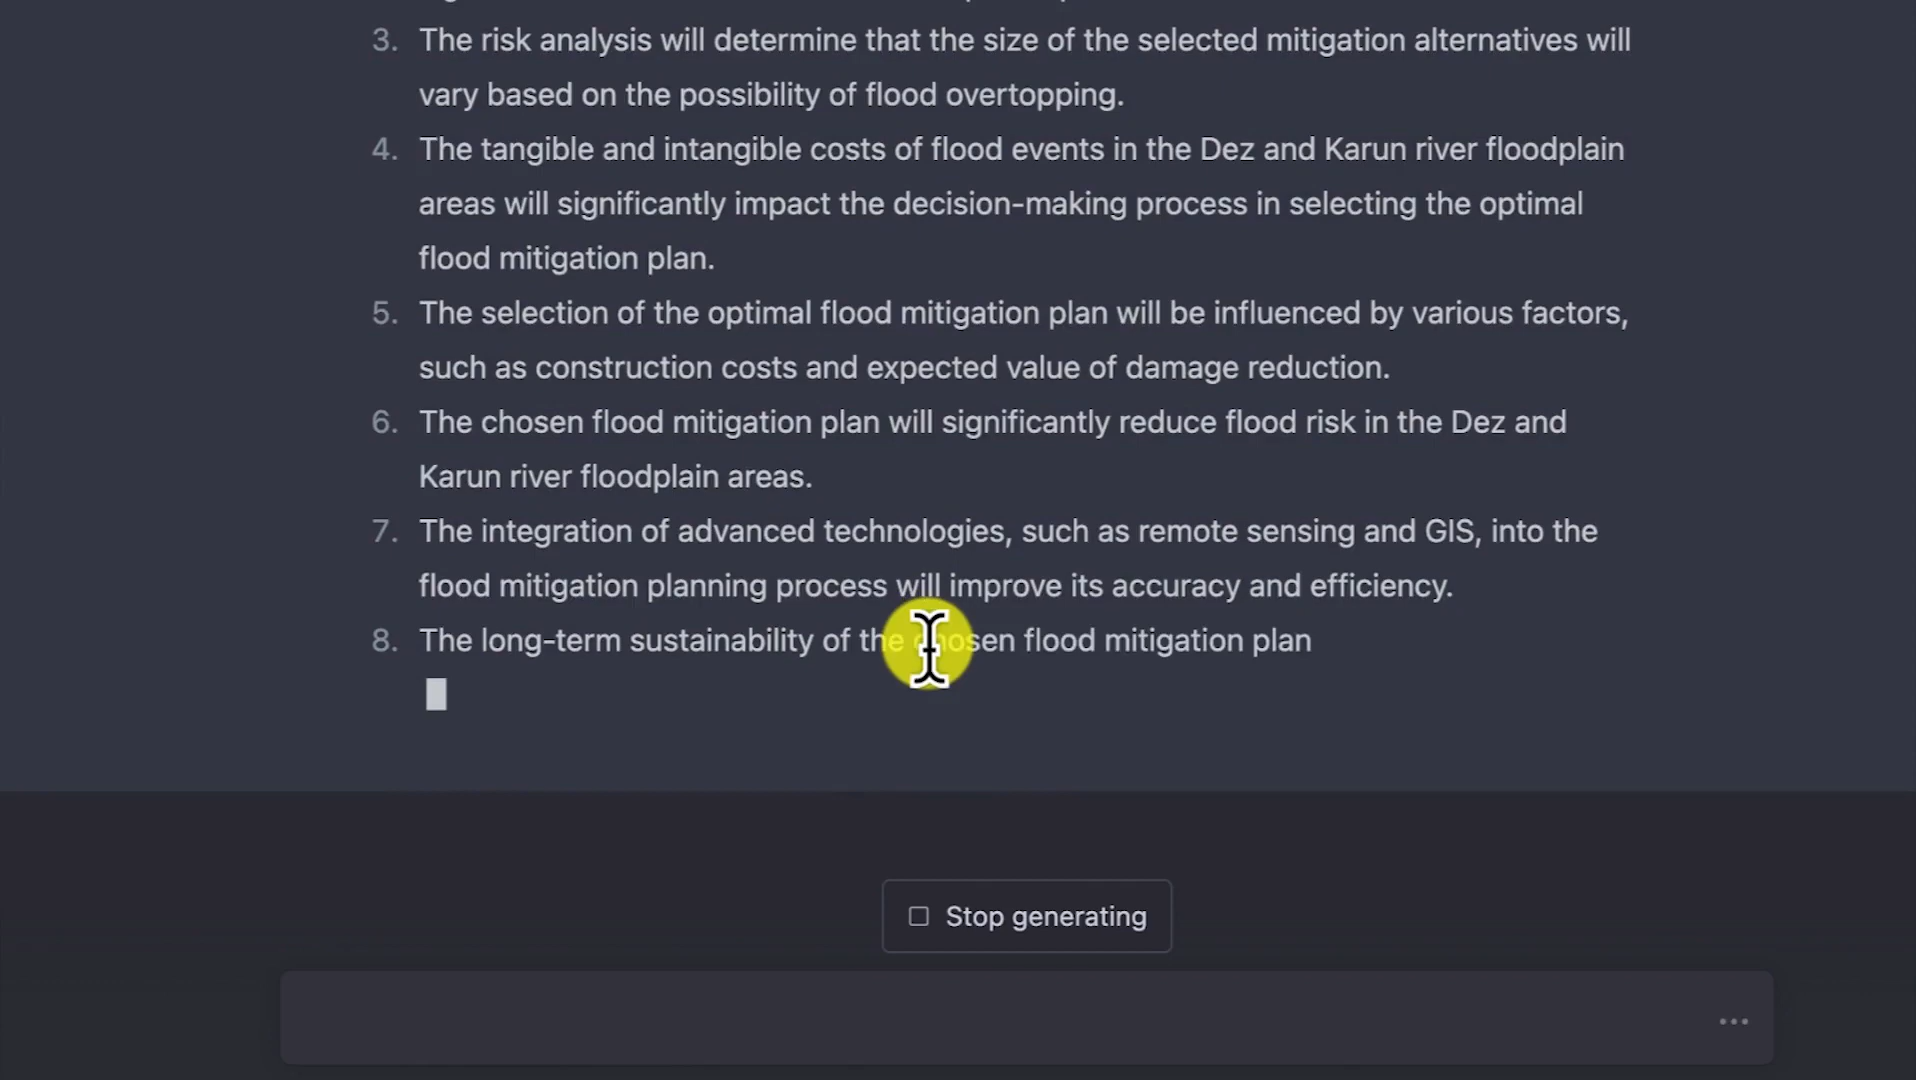 3. The risk analysis will determine that the size of the selected mitigation alternatives will
vary based on the possibility of flood overtopping.
4. The tangible and intangible costs of flood events in the Dez and Karun river floodplain
areas will significantly impact the decision-making process in selecting the optimal
flood mitigation plan.
5. The selection of the optimal flood mitigation plan will be influenced by various factors,
such as construction costs and expected value of damage reduction.
6. The chosen flood mitigation plan will significantly reduce flood risk in the Dez and
Karun river floodplain areas.
7. The integration of advanced technologies, such as remote sensing and GIS, into the
flood mitigation planning process will improve its accuracy and efficiency.
8. The long-term sustainability of the chosen flood mitigation plan
Stop generating